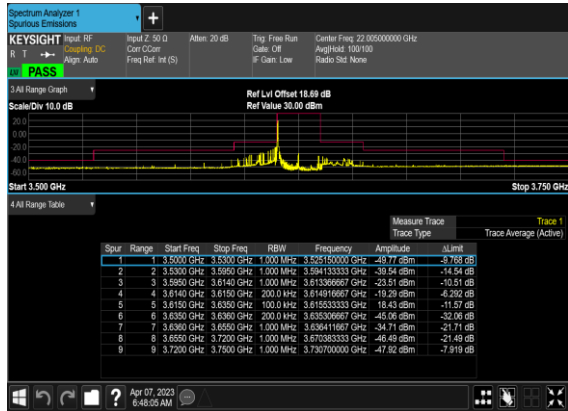 Spectrum Analyzer 1
Spurious Emissions
KEYSIGHT Input: RF Input Z: 50 Ω Atten: 20 dB Trig: Free Run Center Freq: 22.005000000 GHz
R T Coupling: DC Corr CCorr Gate: Off Avg|Hold: 100/100
Align: Auto Freq Ref: Int (S) IF Gain: Low Radio Std: None
PASS
3 All Range Graph
Ref Lvl Offset 18.69 dB
Scale/Div 10.0 dB Ref Value 30.00 dBm
20.0
0.00
-20.0
-40.0
-60.0
Start 3.500 GHz Stop 3.750 GHz
4 All Range Table
Measure Trace Trace 1
Trace Type Trace Average (Active)
Spur Range Start Freq Stop Freq RBW Frequency Amplitude ΔLimit
1 1 3.5000 GHz 3.5300 GHz 1.000 MHz 3.525150000 GHz -49.77 dBm -9.768 dB
2 2 3.5300 GHz 3.5950 GHz 1.000 MHz 3.594133333 GHz -39.54 dBm -14.54 dB
3 3 3.5950 GHz 3.6140 GHz 1.000 MHz 3.613366667 GHz -23.51 dBm -10.51 dB
4 4 3.6140 GHz 3.6150 GHz 200.0 kHz 3.614916667 GHz -19.29 dBm -6.292 dB
5 5 3.6150 GHz 3.6350 GHz 100.0 kHz 3.615533333 GHz 18.43 dBm -11.57 dB
6 6 3.6350 GHz 3.6360 GHz 200.0 kHz 3.635306667 GHz -45.06 dBm -32.06 dB
7 7 3.6360 GHz 3.6550 GHz 1.000 MHz 3.636411667 GHz -34.71 dBm -21.71 dB
8 8 3.6550 GHz 3.7200 GHz 1.000 MHz 3.670383333 GHz -46.49 dBm -21.49 dB
9 9 3.7200 GHz 3.7500 GHz 1.000 MHz 3.730700000 GHz -47.92 dBm -7.919 dB
? Apr 07, 2023
6:48:05 AM